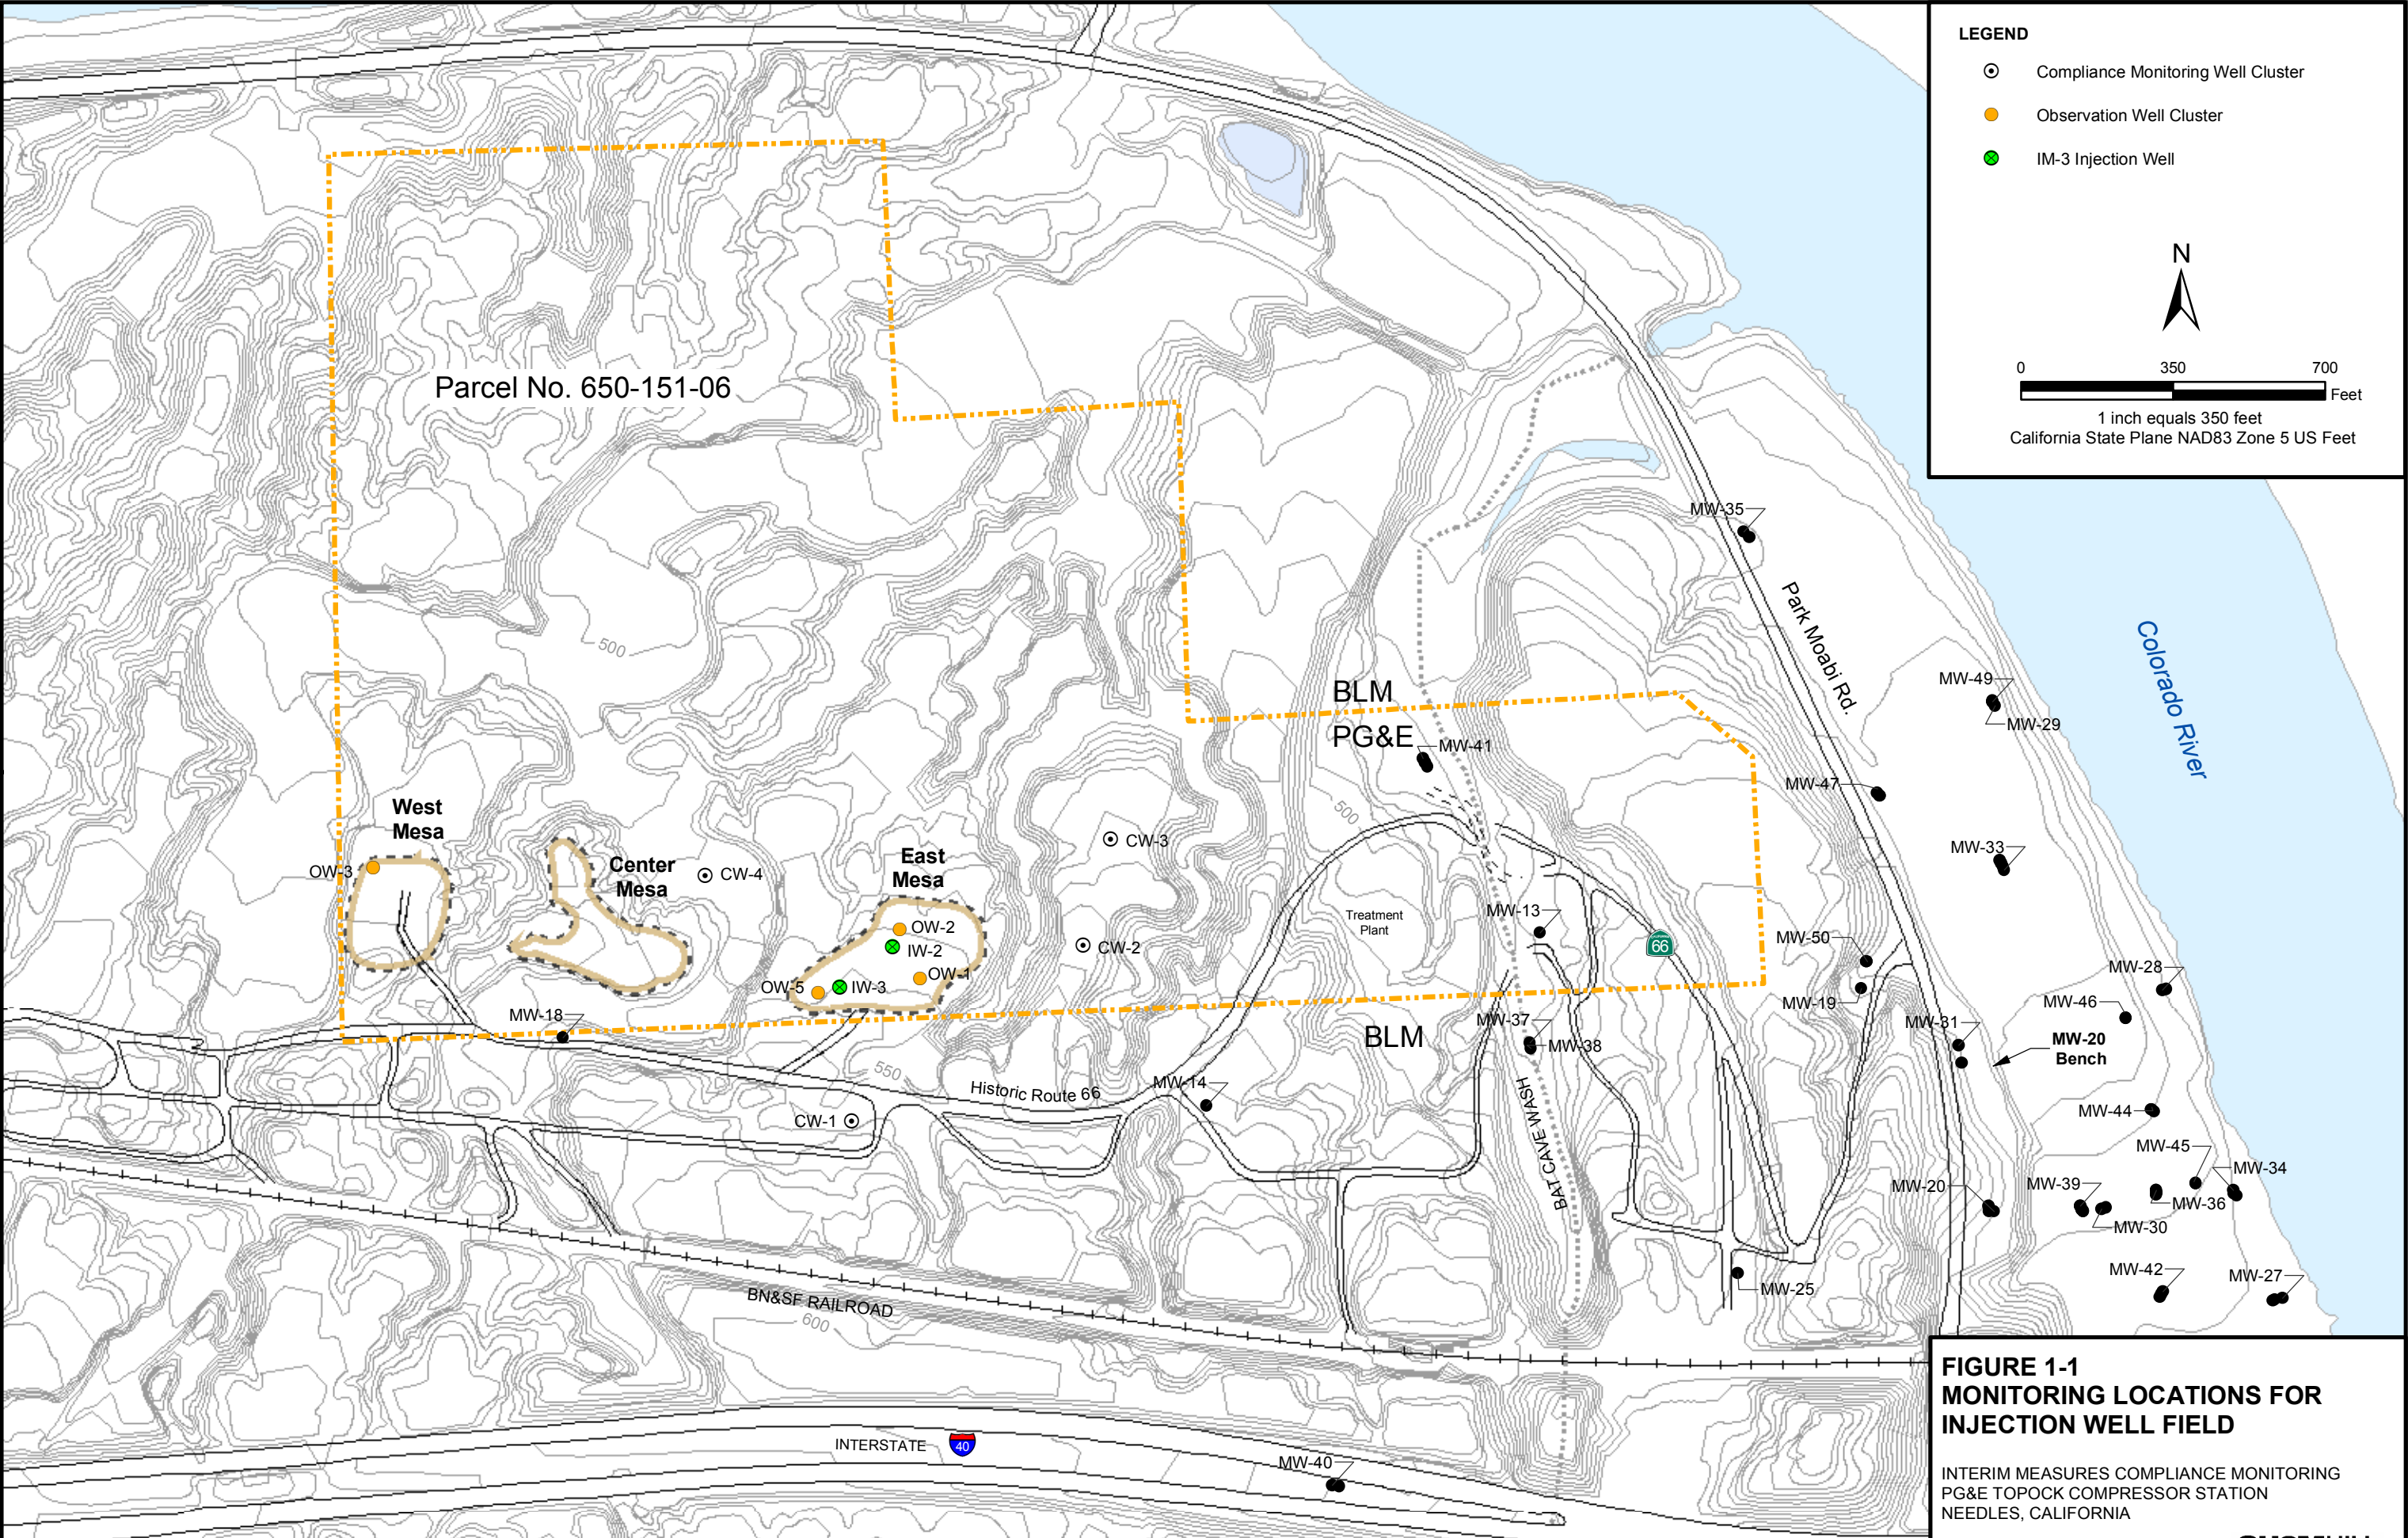 LEGEND
Compliance Monitoring Well Cluster
Observation Well Cluster
IM-3 Injection Well
N
0 350 700
Feet
1 inch equals 350 feet
California State Plane NAD83 Zone 5 US Feet
Parcel No. 650-151-06
MW-35
Park Moabi Rd.
Colorado River
500
MW-49
MW-29
BLM
PG&E
MW-41
MW-47
500
West
Mesa
CW-3
MW-33
Center
Mesa
East
Mesa
OW-3
CW-4
MW-13
Treatment
Plant
OW-2
IW-2
CW-2
66
MW-50
MW-28
OW-1
OW-5
IW-3
MW-19
MW-46
MW-18
MW-37
MW-31
BLM
MW-38
MW-20
Bench
550
Historic Route 66
MW-14
CW-1
BAT CAVE WASH
MW-44
MW-45
MW-34
MW-20
MW-39
MW-36
MW-30
MW-42
MW-27
MW-25
BN&SF RAILROAD
600
INTERSTATE 40
MW-40
FIGURE 1-1
MONITORING LOCATIONS FOR
INJECTION WELL FIELD
INTERIM MEASURES COMPLIANCE MONITORING
PG&E TOPOCK COMPRESSOR STATION
NEEDLES, CALIFORNIA